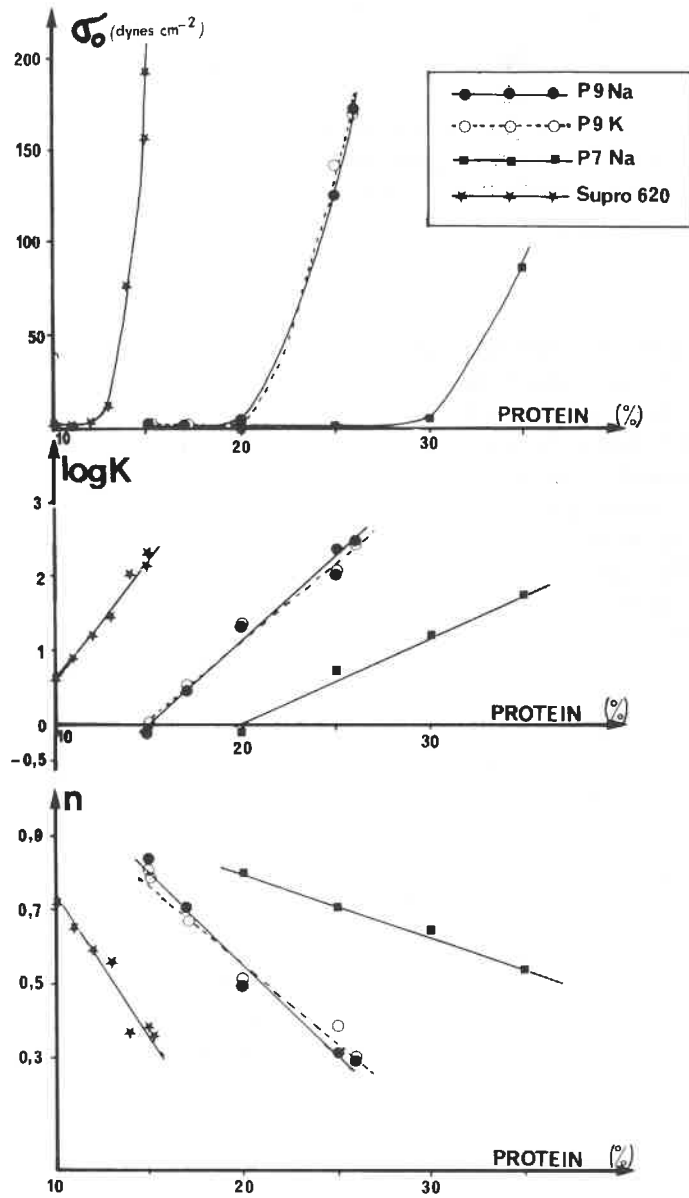 σo (dynes cm-2)
200
150
100
50
10
20
30
PROTEIN (%)
P9 Na
P9 K
P7 Na
Supro 620
logK
3
2
1
0
-0,5
10
20
30
PROTEIN (%)
n
0,9
0,7
0,5
0,3
10
20
30
PROTEIN (%)